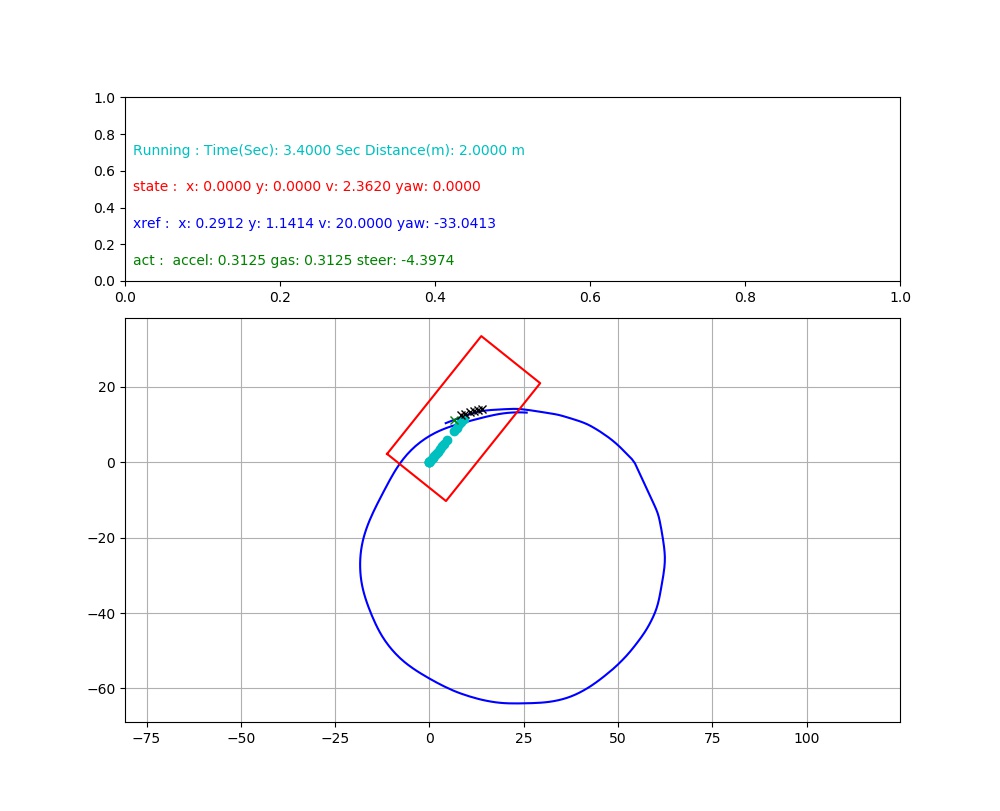 1.0
0.8
0.6
0.4
0.2
0.0
Running : Time(Sec): 3.4000 Sec Distance(m): 2.0000 m
state :  x: 0.0000 y: 0.0000 v: 2.3620 yaw: 0.0000
xref :  x: 0.2912 y: 1.1414 v: 20.0000 yaw: -33.0413
act :  accel: 0.3125 gas: 0.3125 steer: -4.3974
0.0 0.2 0.4 0.6 0.8 1.0
20
0
−20
−40
−60
−75 −50 −25 0 25 50 75 100